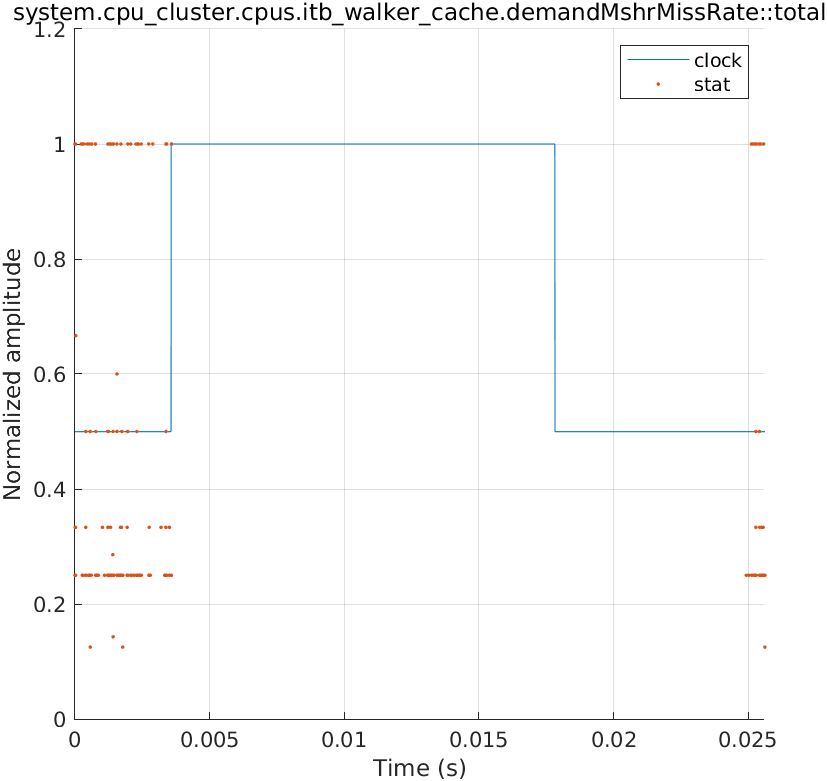 system.cpu_cluster.cpus.itb_walker_cache.demandMshrMissRate::total
1.2
clock
stat
1
0.8
Normalized amplitude
0.6
0.4
0.2
0
0 0.005 0.01 0.015 0.02 0.025
Time (s)